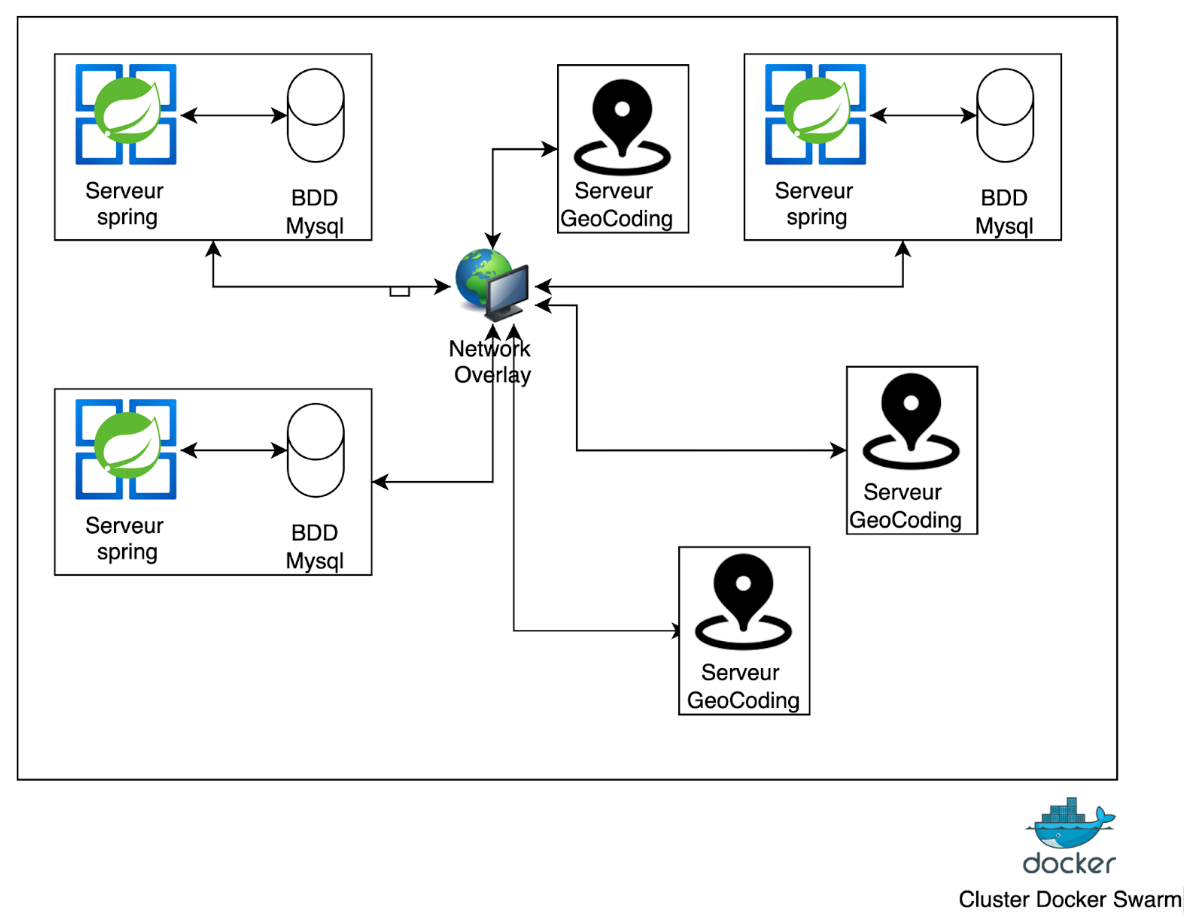 Serveur
spring
BDD
Mysql
Serveur
GeoCoding
Serveur
spring
BDD
Mysql
Network
Overlay
Serveur
spring
BDD
Mysql
Serveur
GeoCoding
Serveur
GeoCoding
docker
Cluster Docker Swarm